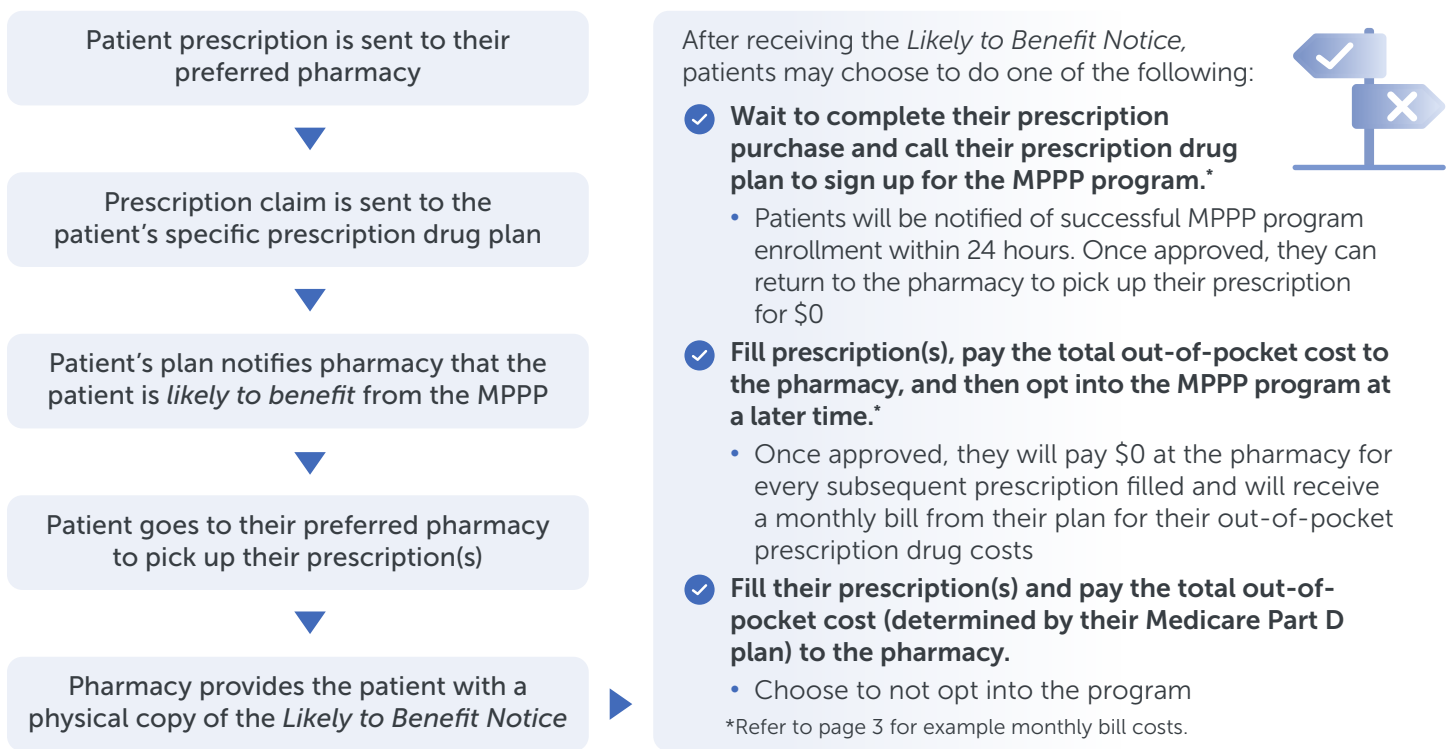 Patient prescription is sent to their
preferred pharmacy
Prescription claim is sent to the
patient's specific prescription drug plan
Patient's plan notifies pharmacy that the
patient is likely to benefit from the MPPP
Patient goes to their preferred pharmacy
to pick up their prescription(s)
Pharmacy provides the patient with a
physical copy of the Likely to Benefit Notice
After receiving the Likely to Benefit Notice,
patients may choose to do one of the following:
Wait to complete their prescription
purchase and call their prescription drug
plan to sign up for the MPPP program.*
• Patients will be notified of successful MPPP program
enrollment within 24 hours. Once approved, they can
return to the pharmacy to pick up their prescription
for $0
Fill prescription(s), pay the total out-of-pocket cost to
the pharmacy, and then opt into the MPPP program at
a later time.*
• Once approved, they will pay $0 at the pharmacy for
every subsequent prescription filled and will receive
a monthly bill from their plan for their out-of-pocket
prescription drug costs
Fill their prescription(s) and pay the total out-of-
pocket cost (determined by their Medicare Part D
plan) to the pharmacy.
• Choose to not opt into the program
*Refer to page 3 for example monthly bill costs.